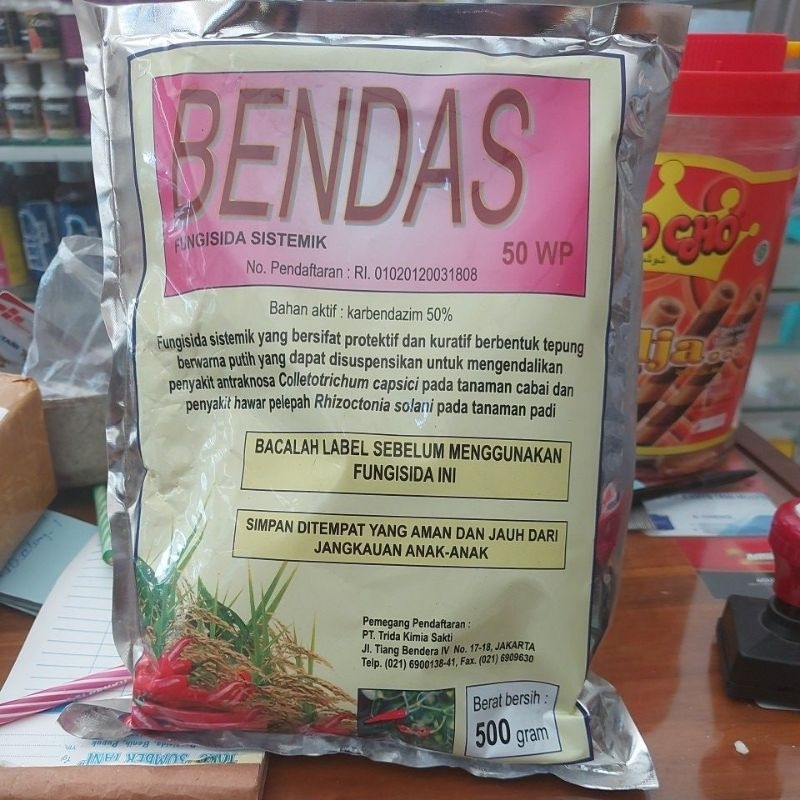 BENDAS
FUNGISIDA SISTEMIK
50 WP
No. Pendaftaran : RI. 01020120031808
Bahan aktif : karbendazim 50%
Fungisida sistemik yang bersifat protektif dan kuratif berbentuk tepung
berwarna putih yang dapat disuspensikan untuk mengendalikan
penyakit antraknosa Colletotrichum capsici pada tanaman cabai dan
penyakit hawar pelepah Rhizoctonia solani pada tanaman padi
BACALAH LABEL SEBELUM MENGGUNAKAN
FUNGISIDA INI
SIMPAN DITEMPAT YANG AMAN DAN JAUH DARI
JANGKAUAN ANAK-ANAK
Pemegang Pendaftaran :
PT. Trida Kimia Sakti
Jl. Tiang Bendera IV No. 17-18, JAKARTA
Telp. (021) 6900138-41, Fax. (021) 6909630
Berat bersih :
500 gram